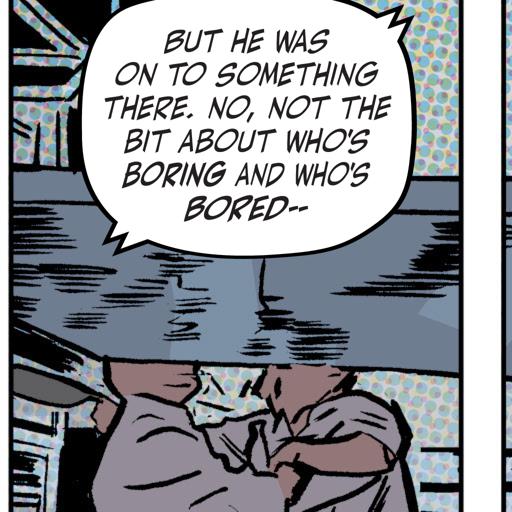 BUT HE WAS
ON TO SOMETHING
THERE. NO, NOT THE
BIT ABOUT WHO'S
BORING AND WHO'S
BORED--